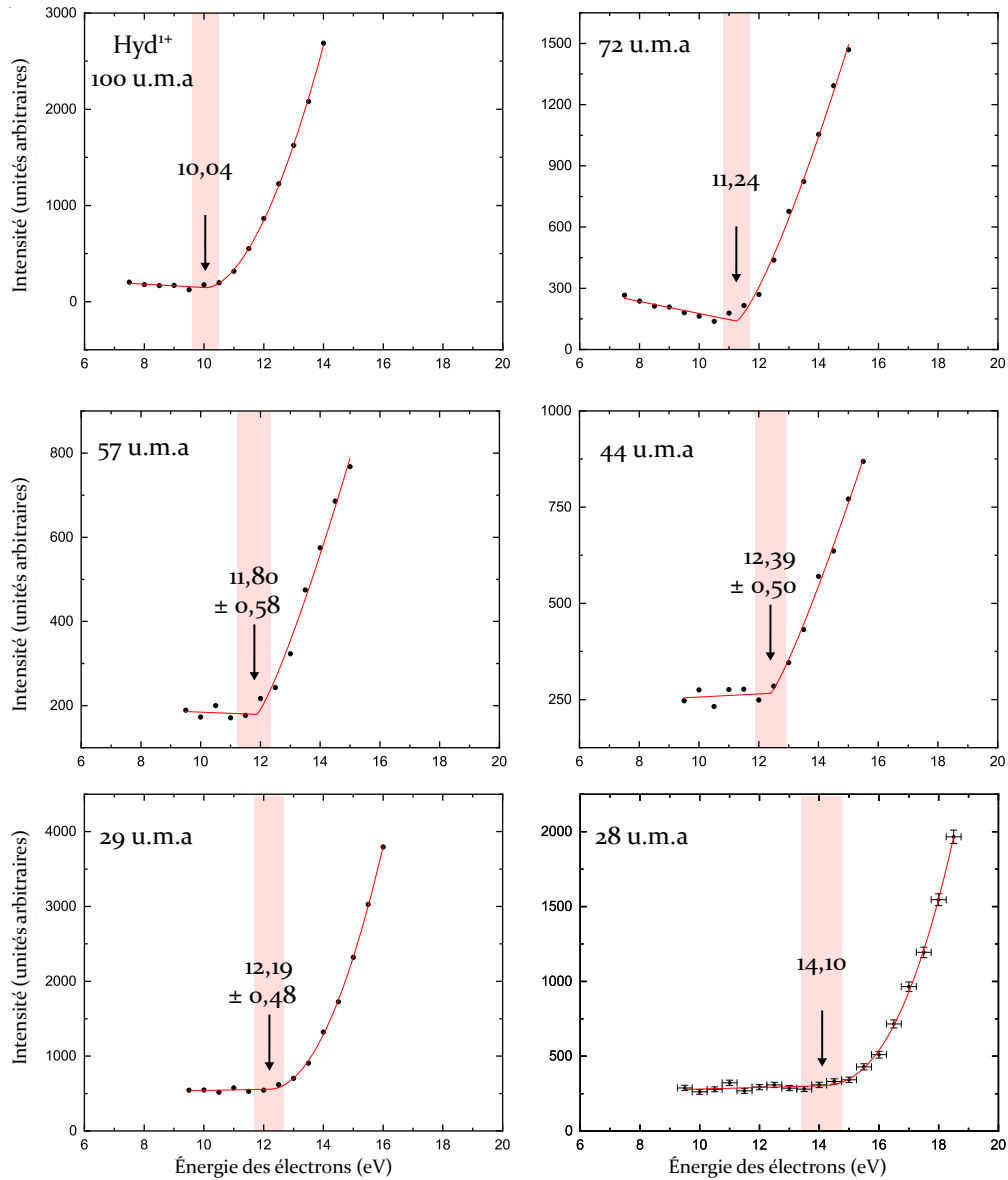 Hyd¹⁺
100 u.m.a
10,04
Intensité (unités arbitraires)
3000
2000
1000
0
6 8 10 12 14 16 18 20
72 u.m.a
11,24
1500
1200
900
600
300
0
6 8 10 12 14 16 18 20
57 u.m.a
11,80
± 0,58
Intensité (unités arbitraires)
800
600
400
200
6 8 10 12 14 16 18 20
44 u.m.a
12,39
± 0,50
1000
750
500
250
6 8 10 12 14 16 18 20
29 u.m.a
12,19
± 0,48
Intensité (unités arbitraires)
4000
3000
2000
1000
0
6 8 10 12 14 16 18 20
Énergie des électrons (eV)
28 u.m.a
14,10
2000
1500
1000
500
0
6 8 10 12 14 16 18 20
Énergie des électrons (eV)